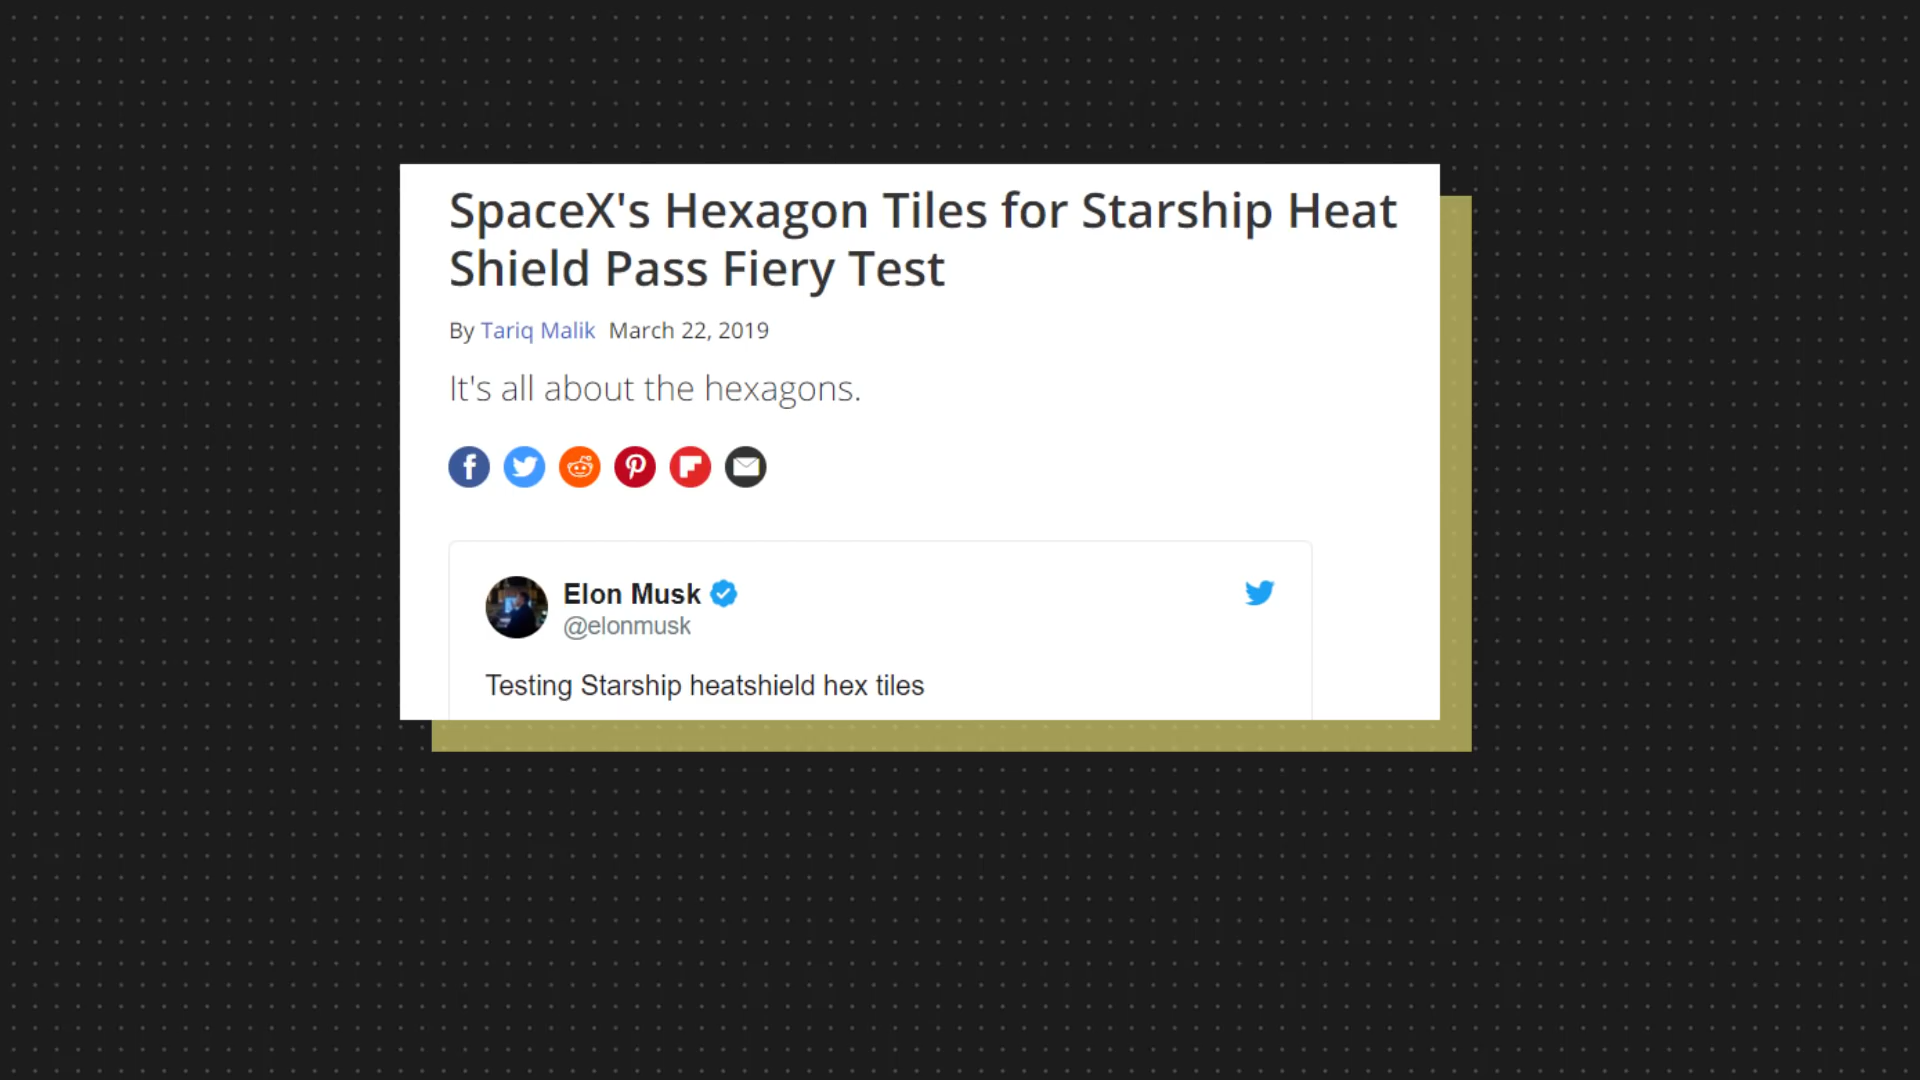 SpaceX's Hexagon Tiles for Starship Heat
Shield Pass Fiery Test
By Tariq Malik March 22, 2019
It's all about the hexagons.
Elon Musk
@elonmusk
Testing Starship heatshield hex tiles